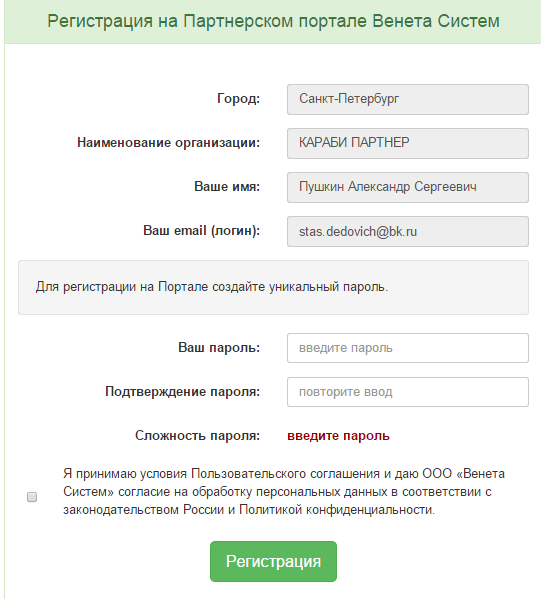 Регистрация на Партнерском портале Венета Систем
Город: Санкт-Петербург
Наименование организации: КАРАБИ ПАРТНЕР
Ваше имя: Пушкин Александр Сергеевич
Ваш email (логин): stas.dedovich@bk.ru
Для регистрации на Портале создайте уникальный пароль.
Ваш пароль: введите пароль
Подтверждение пароля: повторите ввод
Сложность пароля: введите пароль
Я принимаю условия Пользовательского соглашения и даю ООО «Венета
Систем» согласие на обработку персональных данных в соответствии с
законодательством России и Политикой конфиденциальности.
Регистрация